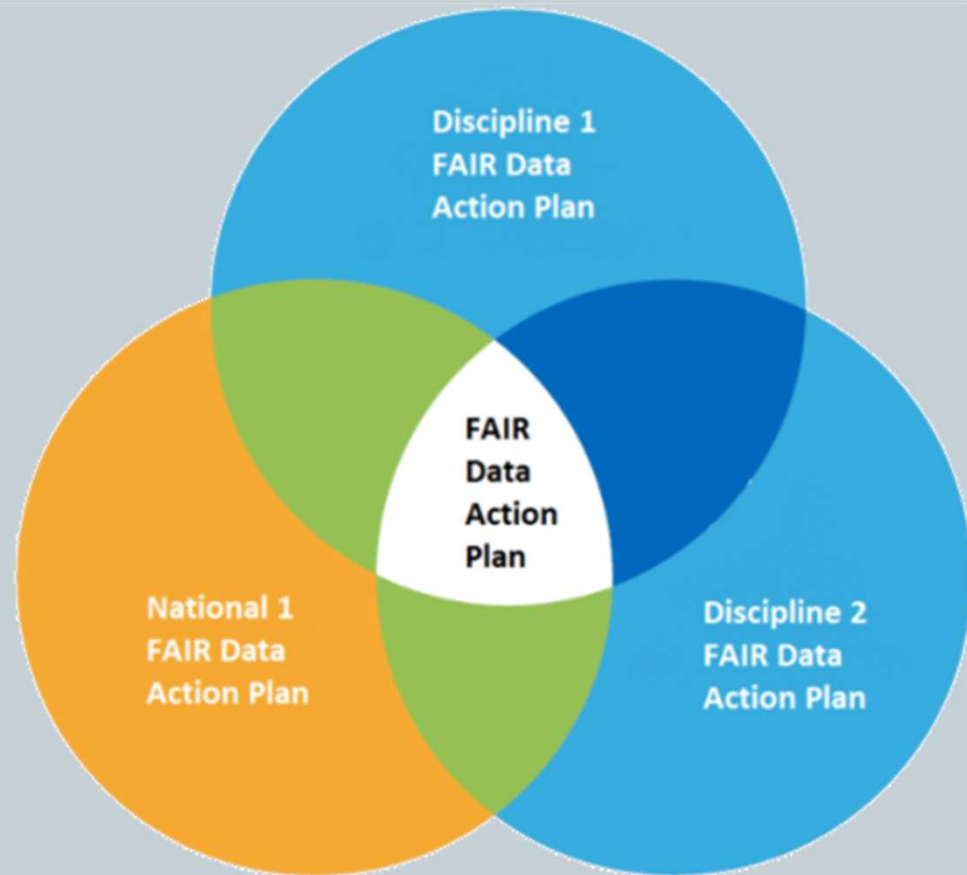 Discipline 1
FAIR Data
Action Plan
FAIR
Data
Action
Plan
National 1
FAIR Data
Action Plan
Discipline 2
FAIR Data
Action Plan